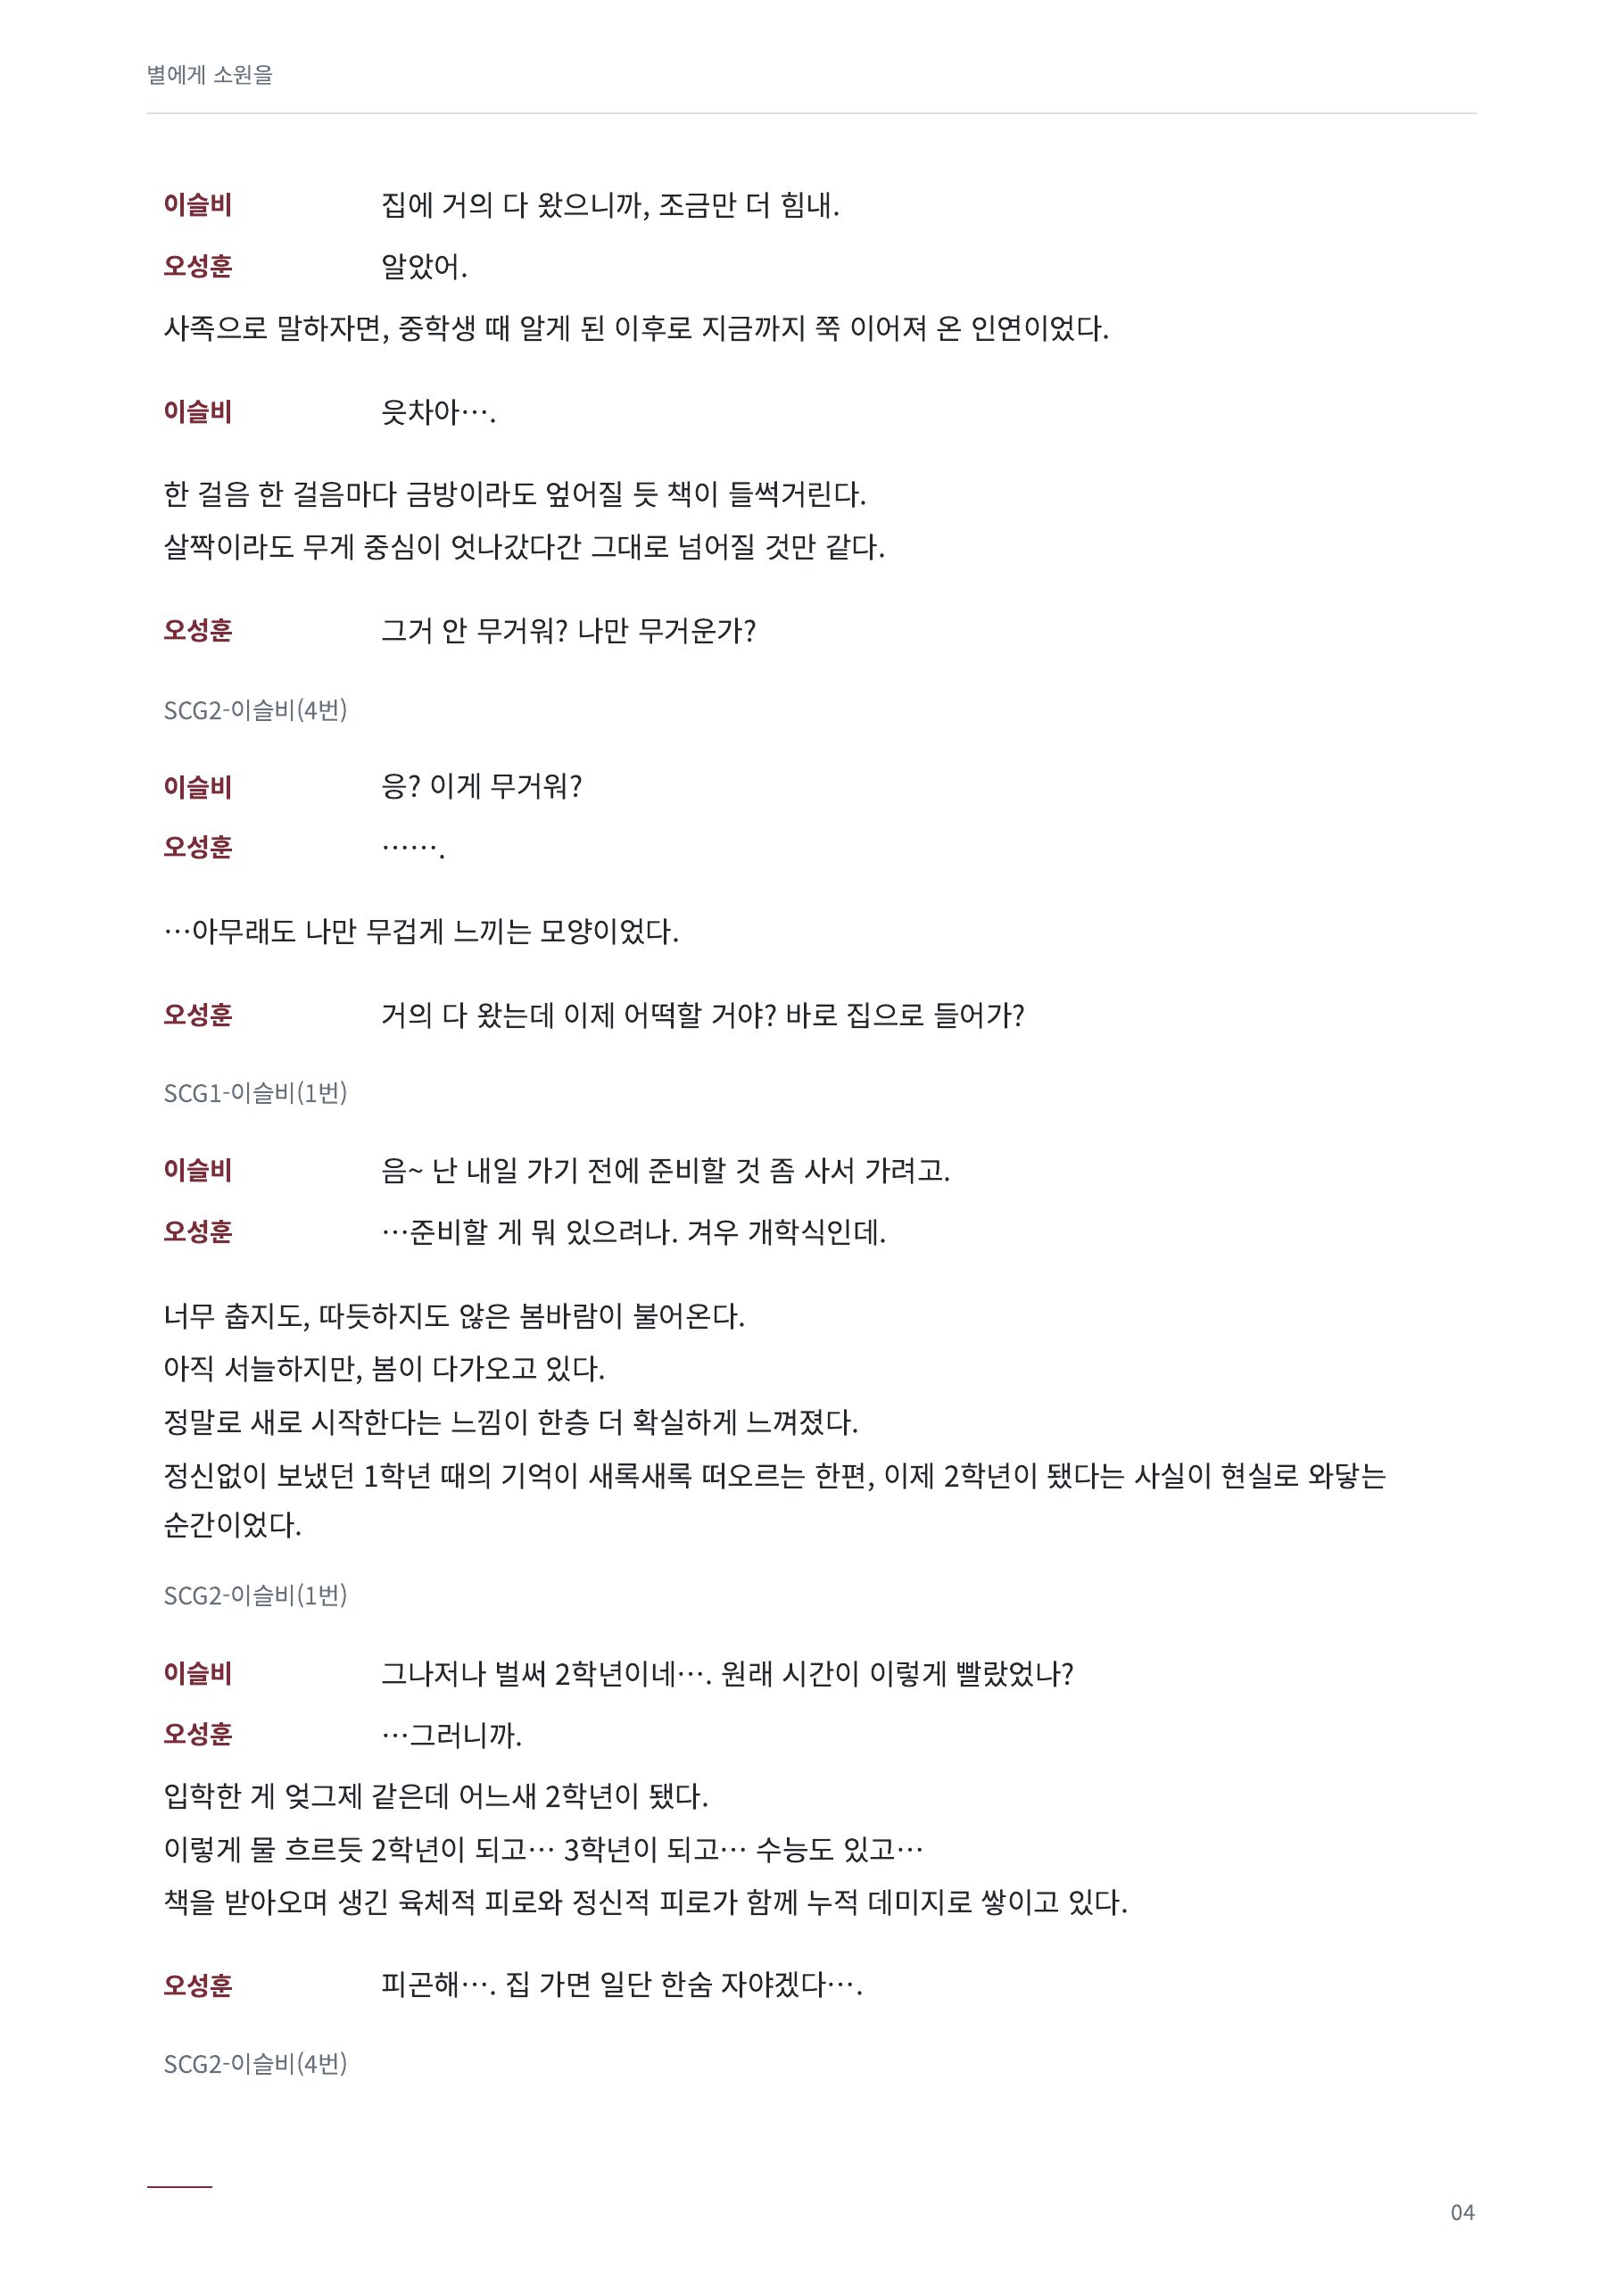 별에게 소원을
이슬비 집에 거의 다 왔으니까, 조금만 더 힘내.
오성훈 알았어.
사족으로 말하자면, 중학생 때 알게 된 이후로 지금까지 쭉 이어져 온 인연이었다.
이슬비 읏차아….
한 걸음 한 걸음마다 금방이라도 엎어질 듯 책이 들썩거린다.
살짝이라도 무게 중심이 엇나갔다간 그대로 넘어질 것만 같다.
오성훈 그거 안 무거워? 나만 무거운가?
SCG2-이슬비(4번)
이슬비 응? 이게 무거워?
오성훈 …….
…아무래도 나만 무겁게 느끼는 모양이었다.
오성훈 거의 다 왔는데 이제 어떡할 거야? 바로 집으로 들어가?
SCG1-이슬비(1번)
이슬비 음~ 난 내일 가기 전에 준비할 것 좀 사서 가려고.
오성훈 …준비할 게 뭐 있으려나. 겨우 개학식인데.
너무 춥지도, 따듯하지도 않은 봄바람이 불어온다.
아직 서늘하지만, 봄이 다가오고 있다.
정말로 새로 시작한다는 느낌이 한층 더 확실하게 느껴졌다.
정신없이 보냈던 1학년 때의 기억이 새록새록 떠오르는 한편, 이제 2학년이 됐다는 사실이 현실로 와닿는
순간이었다.
SCG2-이슬비(1번)
이슬비 그나저나 벌써 2학년이네…. 원래 시간이 이렇게 빨랐었나?
오성훈 …그러니까.
입학한 게 엊그제 같은데 어느새 2학년이 됐다.
이렇게 물 흐르듯 2학년이 되고… 3학년이 되고… 수능도 있고…
책을 받아오며 생긴 육체적 피로와 정신적 피로가 함께 누적 데미지로 쌓이고 있다.
오성훈 피곤해…. 집 가면 일단 한숨 자야겠다….
SCG2-이슬비(4번)
04